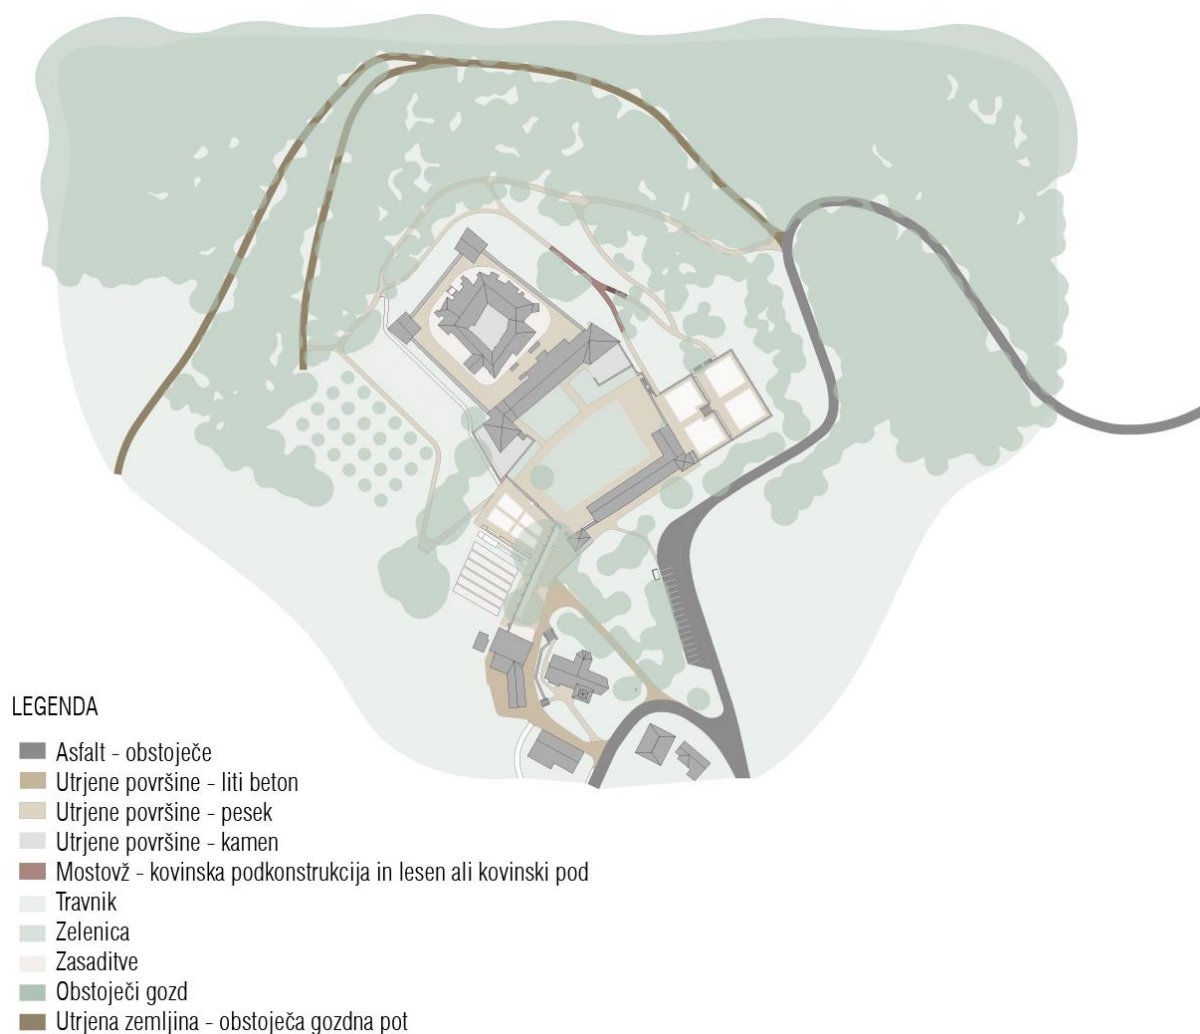 LEGENDA
Asfalt - obstoječe
Utrjene površine - liti beton
Utrjene površine - pesek
Utrjene površine - kamen
Mostovž - kovinska podkonstrukcija in lesen ali kovinski pod
Travnik
Zelenica
Zasaditve
Obstoječi gozd
Utrjena zemljina - obstoječa gozdna pot